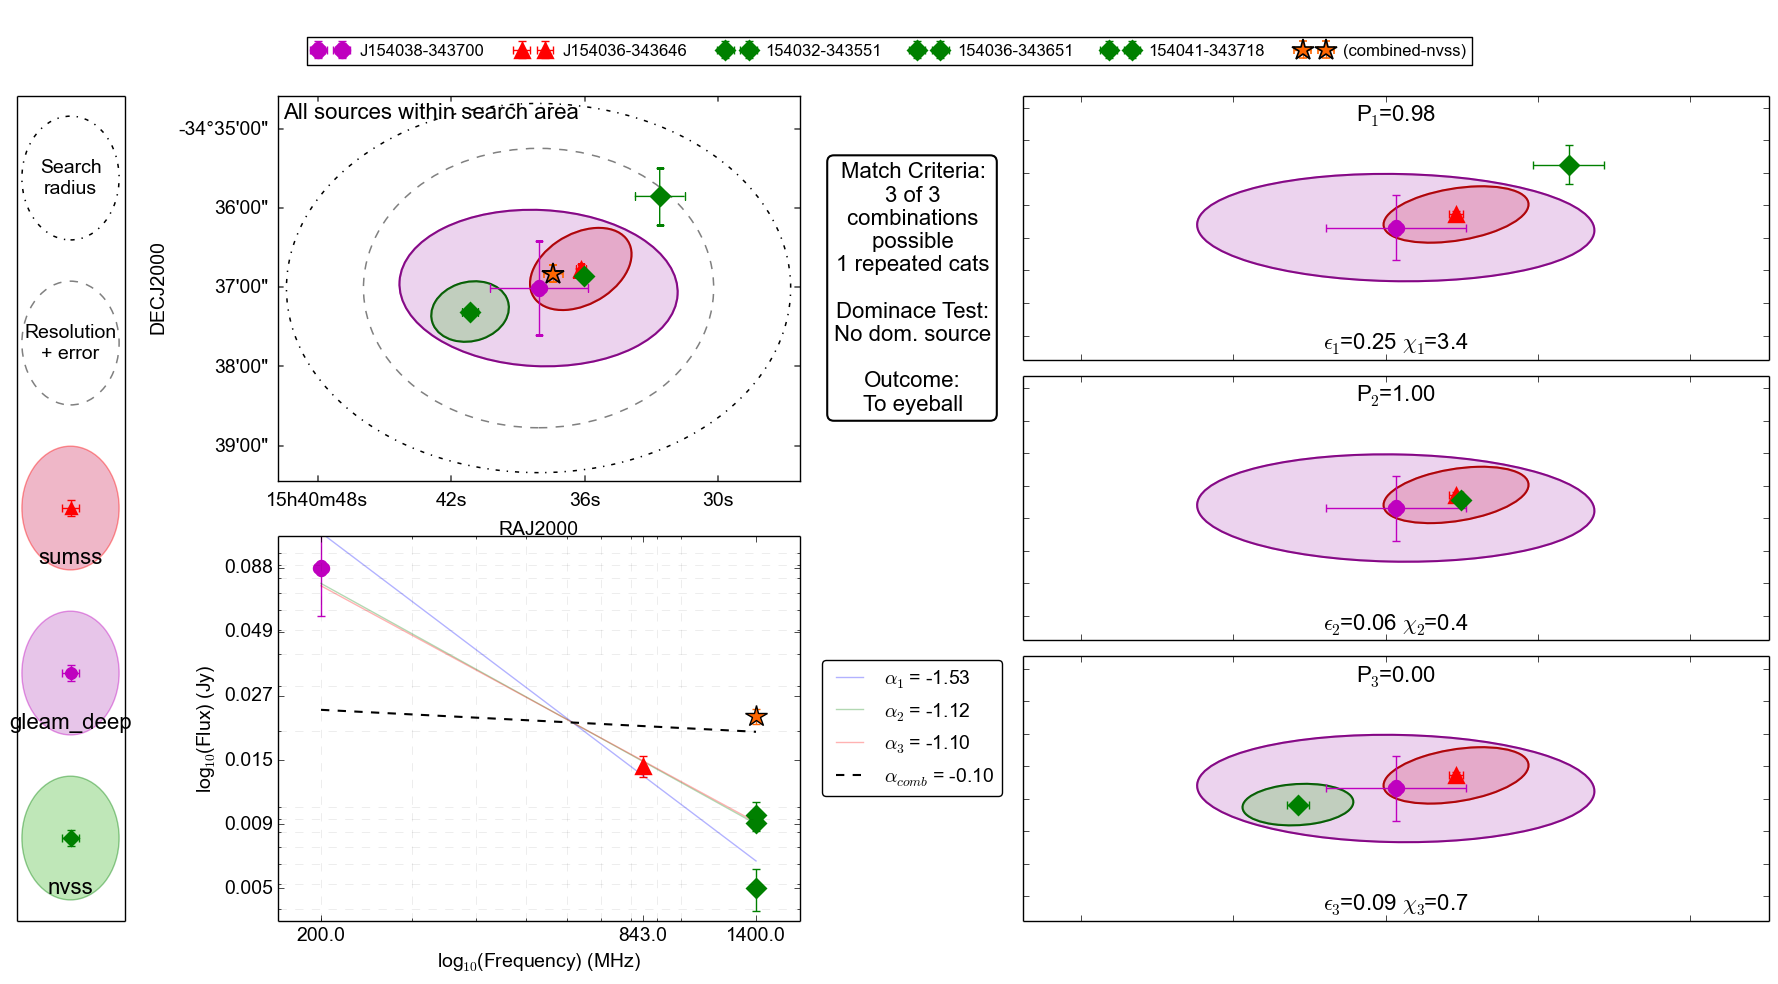 J154038-343700 J154036-343646 154032-343551 154036-343651 154041-343718 (combined-nvss)
Search
radius
Resolution
+ error
sumss
gleam_deep
nvss
All sources within search area
-34°35'00"
36'00"
37'00"
38'00"
39'00"
DECJ2000
15h40m48s 42s 36s 30s
RAJ2000
0.088
0.049
0.027
0.015
0.009
0.005
log10(Flux) (Jy)
200.0 843.0 1400.0
log10(Frequency) (MHz)
Match Criteria:
3 of 3
combinations
possible
1 repeated cats
Dominace Test:
No dom. source
Outcome:
To eyeball
α1 = -1.53
α2 = -1.12
α3 = -1.10
αcomb = -0.10
P1=0.98
ϵ1=0.25 χ1=3.4
P2=1.00
ϵ2=0.06 χ2=0.4
P3=0.00
ϵ3=0.09 χ3=0.7